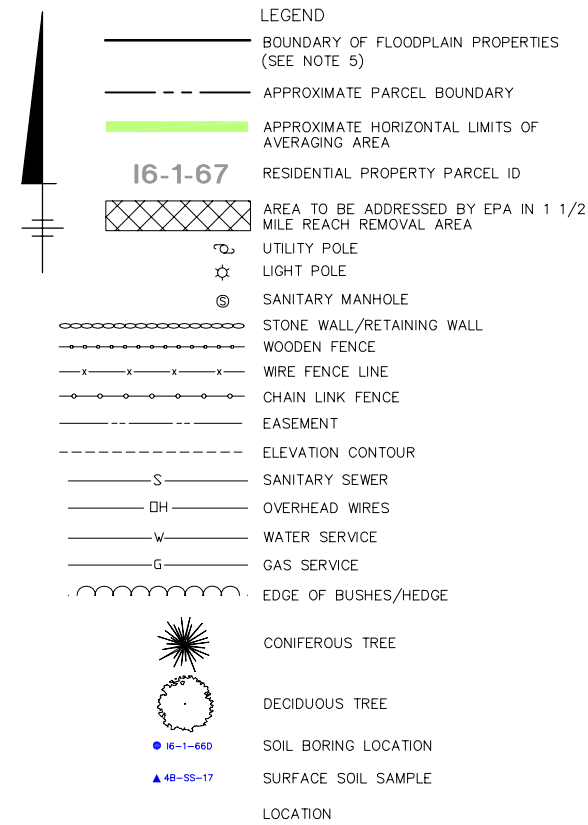 LEGEND
BOUNDARY OF FLOODPLAIN PROPERTIES
(SEE NOTE 5)
APPROXIMATE PARCEL BOUNDARY
APPROXIMATE HORIZONTAL LIMITS OF
AVERAGING AREA
I6-1-67 RESIDENTIAL PROPERTY PARCEL ID
AREA TO BE ADDRESSED BY EPA IN 1 1/2
MILE REACH REMOVAL AREA
UTILITY POLE
LIGHT POLE
S SANITARY MANHOLE
STONE WALL/RETAINING WALL
WOODEN FENCE
x x x x WIRE FENCE LINE
CHAIN LINK FENCE
EASEMENT
ELEVATION CONTOUR
S SANITARY SEWER
OH OVERHEAD WIRES
W WATER SERVICE
G GAS SERVICE
EDGE OF BUSHES/HEDGE
CONIFEROUS TREE
DECIDUOUS TREE
I6-1-66D SOIL BORING LOCATION
4B-SS-17 SURFACE SOIL SAMPLE
LOCATION